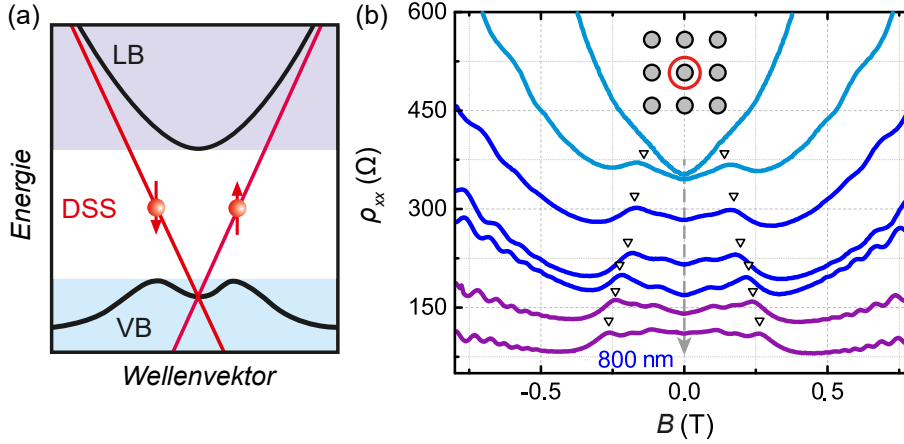 (a)
LB
DSS
VB
Energie
Wellenvektor
(b)
600
450
300
150
ρxx (Ω)
800 nm
-0.5
0.0
0.5
B (T)